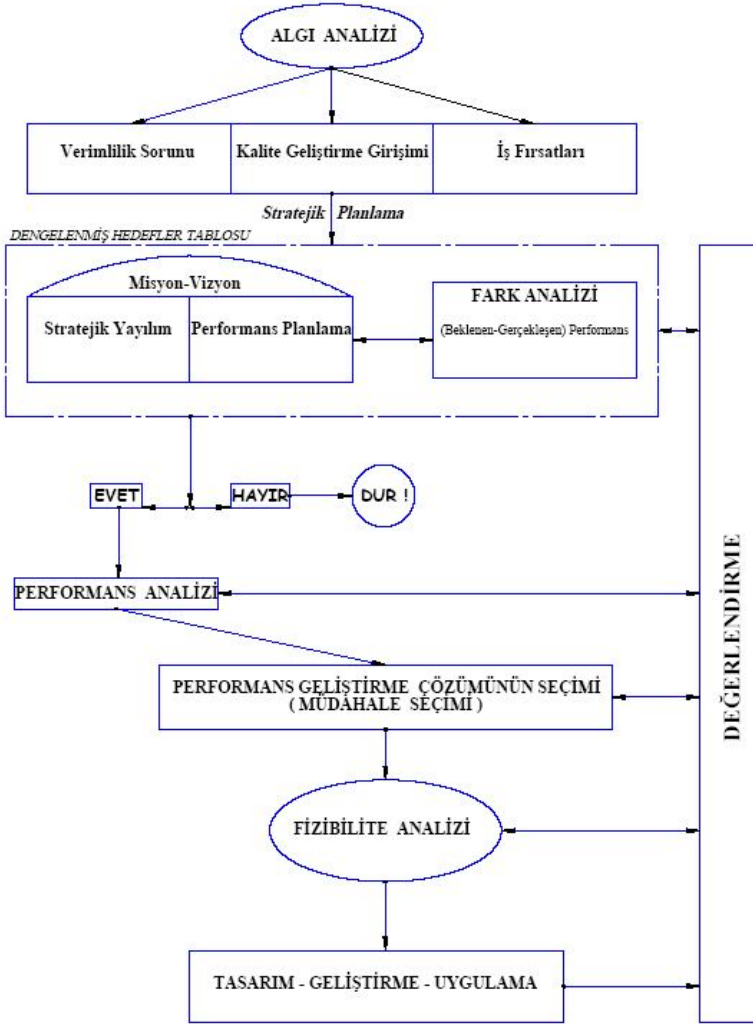 ALGI ANALİZİ
Verimlilik Sorunu
Kalite Geliştirme Girişimi
İş Fırsatları
Stratejik Planlama
DENGELENMİŞ HEDEFLER TABLOSU
Misyon-Vizyon
Stratejik Yayılım
Performans Planlama
FARK ANALİZİ
(Beklenen-Gerçekleşen) Performans
EVET
HAYIR
DUR !
PERFORMANS ANALİZİ
PERFORMANS GELİŞTİRME ÇÖZÜMÜNÜN SEÇİMİ
( MÜDAHALE SEÇİMİ )
FİZİBİLİTE ANALİZİ
TASARIM - GELİŞTİRME - UYGULAMA
DEĞERLENDİRME